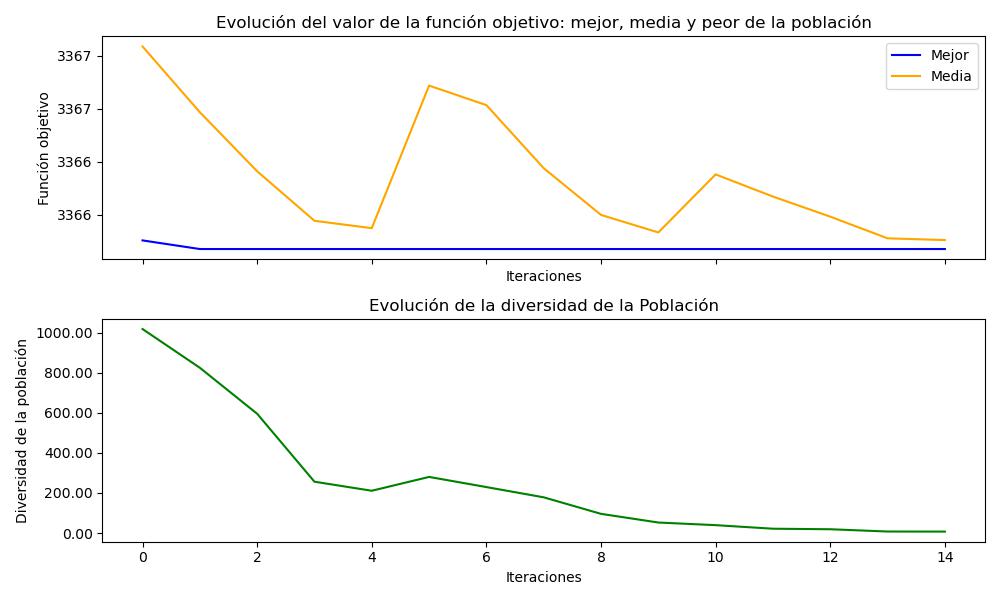 Evolución del valor de la función objetivo: mejor, media y peor de la población
Función objetivo
3367
3367
3366
3366
Mejor
Media
Iteraciones
Evolución de la diversidad de la Población
Diversidad de la población
1000.00
800.00
600.00
400.00
200.00
0.00
0 2 4 6 8 10 12 14
Iteraciones